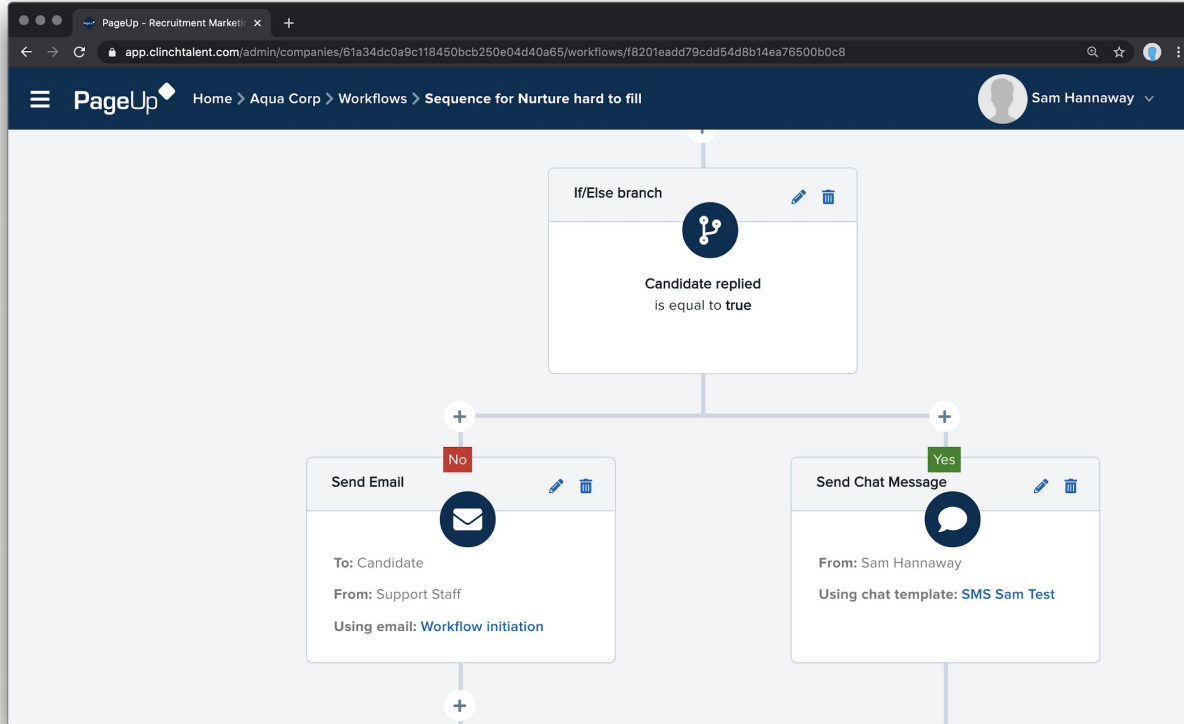 PageUp - Recruitment Marketi
app.clinchtalent.com/admin/companies/61a34dc0a9c118450bcb250e04d40a65/workflows/f8201eadd79cdd54d8b14ea76500b0c8
PageUp Home > Aqua Corp > Workflows > Sequence for Nurture hard to fill Sam Hannaway
If/Else branch
Candidate replied
is equal to true
No
Yes
Send Email
To: Candidate
From: Support Staff
Using email: Workflow initiation
Send Chat Message
From: Sam Hannaway
Using chat template: SMS Sam Test